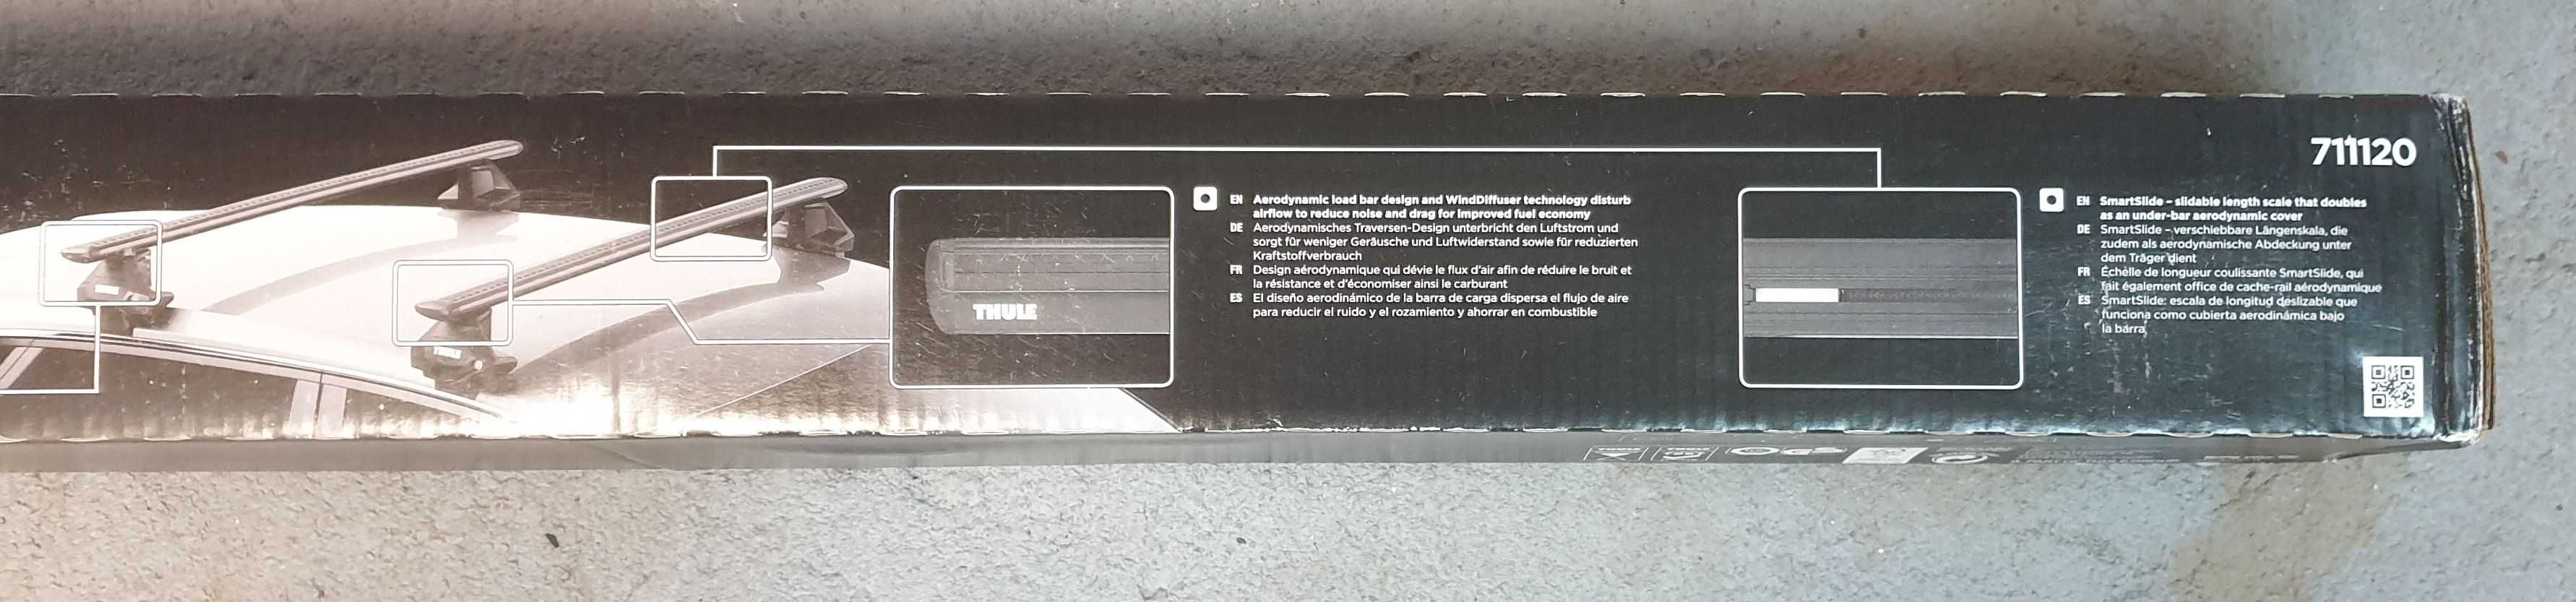 711120
THULE
EN Aerodynamic load bar design and WindDiffuser technology disturb
airflow to reduce noise and drag for improved fuel economy
DE Aerodynamisches Traversen-Design unterbricht den Luftstrom und
sorgt für weniger Geräusche und Luftwiderstand sowie für reduzierten
Kraftstoffverbrauch
FR Design aérodynamique qui dévie le flux d'air afin de réduire le bruit et
la résistance et d'économiser ainsi le carburant
ES El diseño aerodinámico de la barra de carga dispersa el flujo de aire
para reducir el ruido y el rozamiento y ahorrar en combustible
EN SmartSlide – slidable length scale that doubles
as an under-bar aerodynamic cover
DE SmartSlide – verschiebbare Längenskala, die
zudem als aerodynamische Abdeckung unter
dem Träger dient
FR Échelle de longueur coulissante SmartSlide, qui
fait également office de cache-rail aérodynamique
ES SmartSlide: escala de longitud deslizable que
funciona como cubierta aerodinámica bajo
la barra